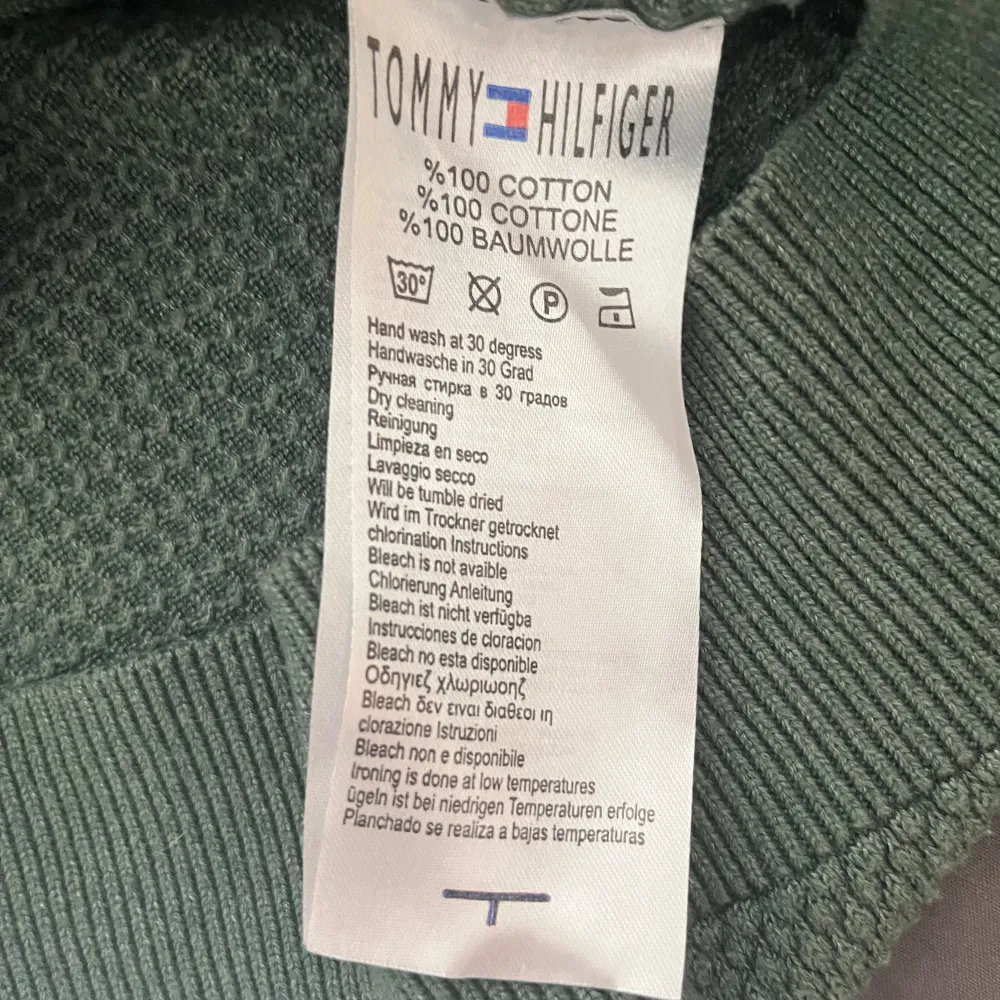 TOMMY HILFIGER
%100 COTTON
%100 COTTONE
%100 BAUMWOLLE
30° P
Hand wash at 30 degress
Handwasche in 30 Grad
Ручная стирка в 30 градов
Dry cleaning
Reinigung
Limpieza en seco
Lavaggio secco
Will be tumble dried
Wird im Trockner getrocknet
chlorination Instructions
Bleach is not avaible
Chlorierung Anleitung
Bleach ist nicht verfügba
Instrucciones de cloracion
Bleach no esta disponible
Οδηγιεζ χλωριωοηζ
Bleach δεν ειναι διαθεοι ιη
clorazione Istruzioni
Bleach non e disponibile
Ironing is done at low temperatures
ügeln ist bei niedrigen Temperaturen erfolge
Planchado se realiza a bajas temperaturas